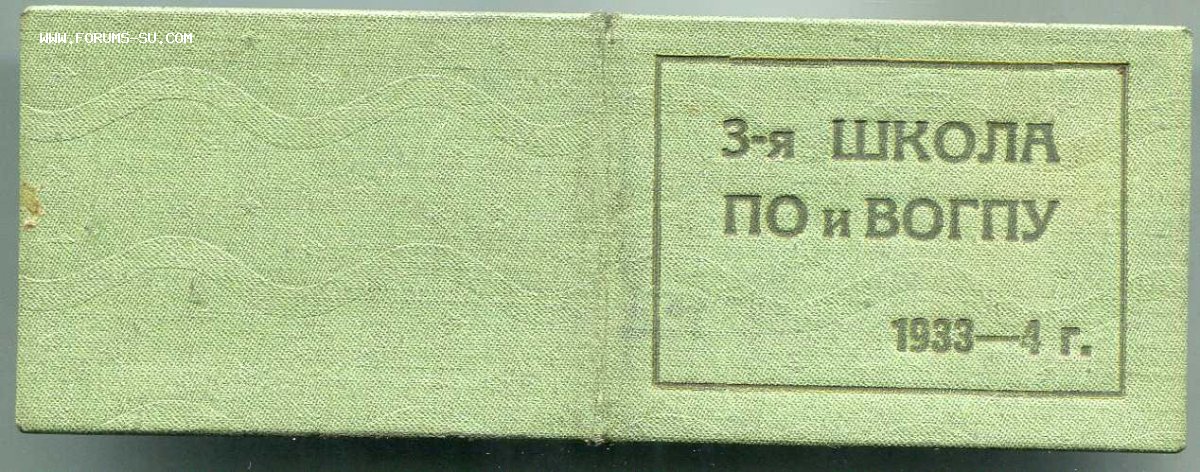 WWW.FORUMS-SU.COM
3-я ШКОЛА
ПО и ВОГПУ
1933—4 г.